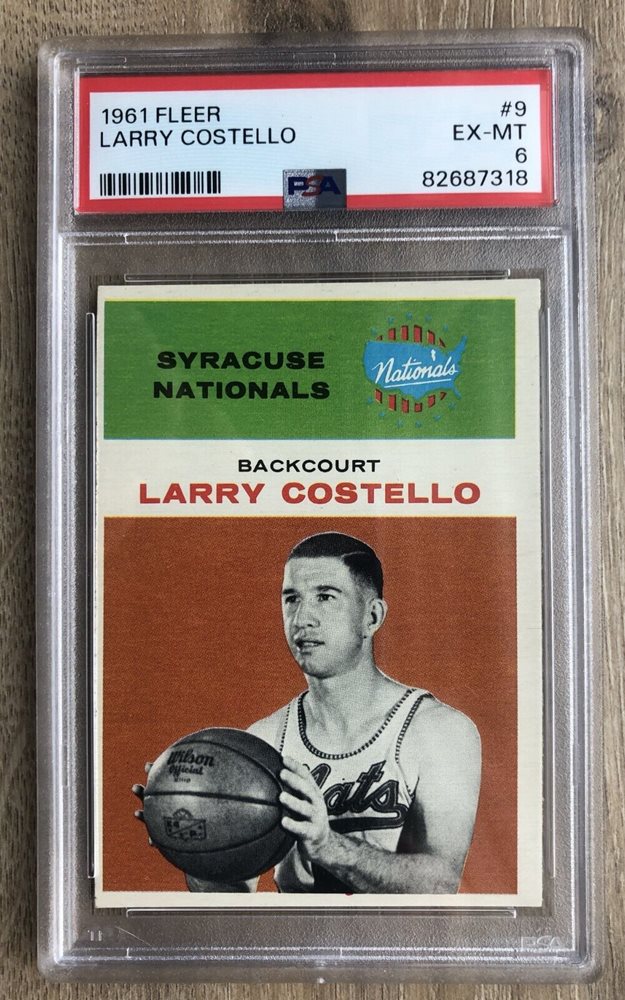 1961 FLEER
LARRY COSTELLO
#9
EX-MT
6
82687318
PSA
SYRACUSE
NATIONALS
Nationals
BACKCOURT
LARRY COSTELLO
Wilson
Official
Nats
PSA